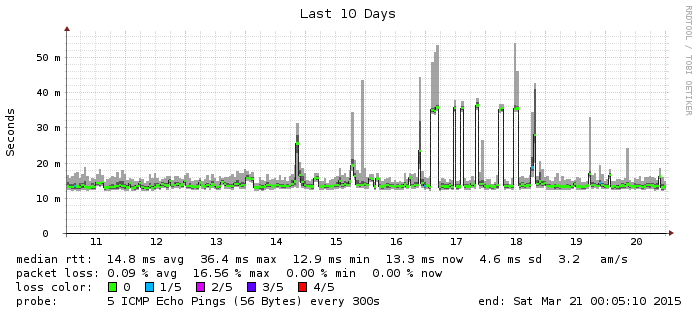 Last 10 Days
RRDTOOL / TOBI OETIKER
Seconds
50 m
40 m
30 m
20 m
10 m
0
11 12 13 14 15 16 17 18 19 20
median rtt: 14.8 ms avg 36.4 ms max 12.9 ms min 13.3 ms now 4.6 ms sd 3.2 am/s
packet loss: 0.09 % avg 16.56 % max 0.00 % min 0.00 % now
loss color: 0 1/5 2/5 3/5 4/5
probe: 5 ICMP Echo Pings (56 Bytes) every 300s end: Sat Mar 21 00:05:10 2015